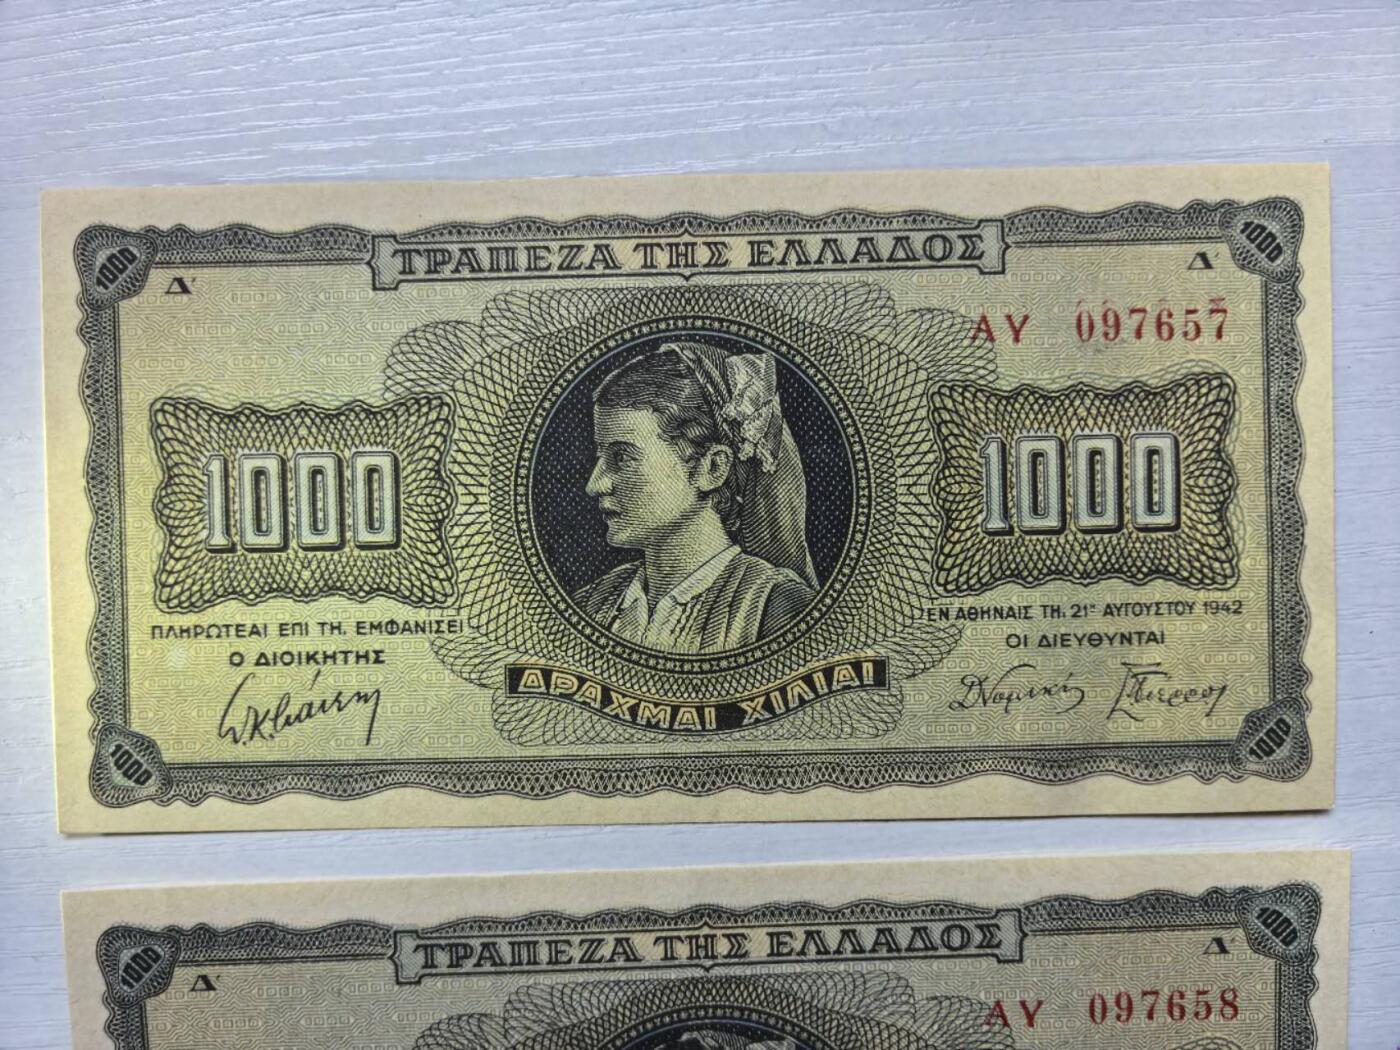 1000 1000
ΤΡΑΠΕΖΑ ΤΗΣ ΕΛΛΑΔΟΣ
Δ' Δ'
ΑΥ 097657
1000 1000
ΠΛΗΡΩΤΕΑΙ ΕΠΙ ΤΗ. ΕΜΦΑΝΙΣΕΙ
Ο ΔΙΟΙΚΗΤΗΣ
ΕΝ ΑΘΗΝΑΙΣ ΤΗ. 21ῃ ΑΥΓΟΥΣΤΟΥ 1942
ΟΙ ΔΙΕΥΘΥΝΤΑΙ
ΔΡΑΧΜΑΙ ΧΙΛΙΑΙ
1000 1000
1000 1000
ΤΡΑΠΕΖΑ ΤΗΣ ΕΛΛΑΔΟΣ
Δ' Δ'
ΑΥ 097658